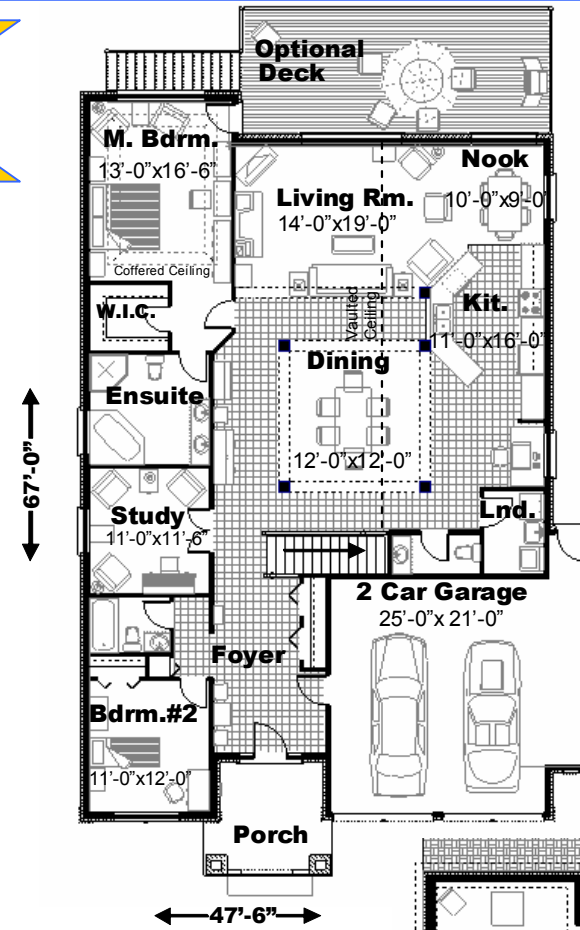 Optional
Deck
M. Bdrm.
13'-0"x16'-6"
Coffered Ceiling
Nook
10'-0"x9'-0"
Living Rm.
14'-0"x19'-0"
W.I.C.
Vaulted
Ceiling
Kit.
11'-0"x16'-0"
Dining
12'-0"x12'-0"
Ensuite
67'-0"
Study
11'-0"x11'-6"
Lnd.
2 Car Garage
25'-0"x 21'-0"
Foyer
Bdrm.#2
11'-0"x12'-0"
Porch
47'-6"